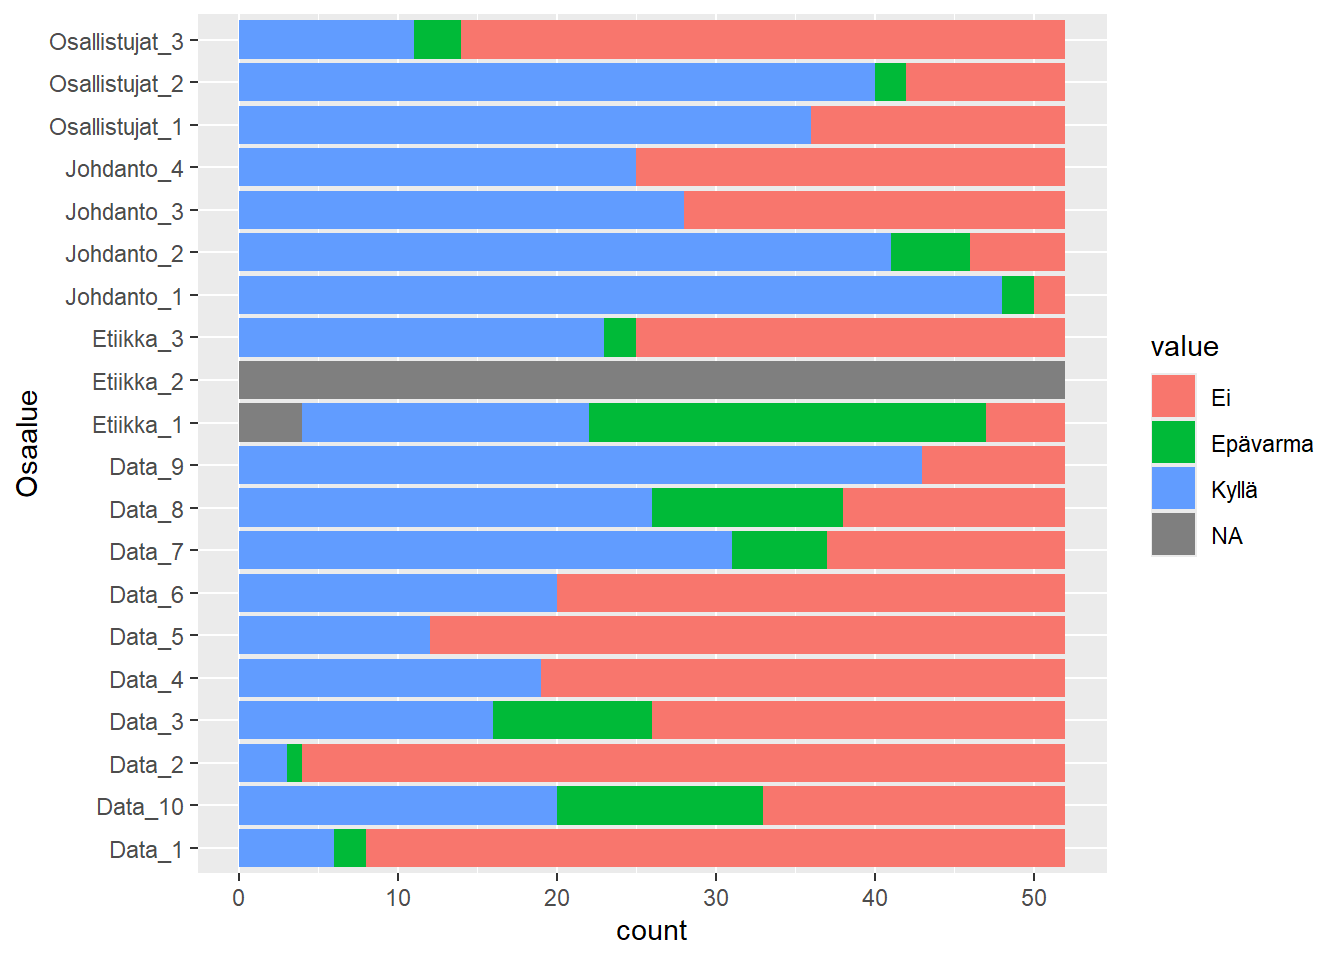 Osallistujat_3
Osallistujat_2
Osallistujat_1
Johdanto_4
Johdanto_3
Johdanto_2
Johdanto_1
Etiikka_3
Etiikka_2
Etiikka_1
Data_9
Data_8
Data_7
Data_6
Data_5
Data_4
Data_3
Data_2
Data_10
Data_1
Osaalue
0 10 20 30 40 50
count
value
Ei
Epävarma
Kyllä
NA